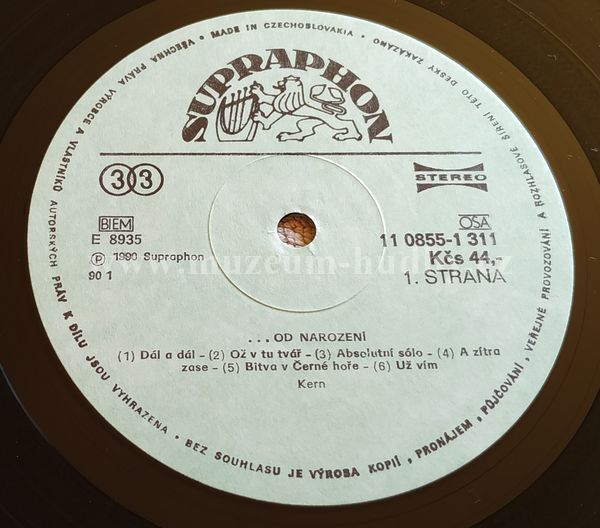 • MADE IN CZECHOSLOVAKIA •
VŠECHNA PRÁVA VÝROBCE A VLASTNÍKŮ AUTORSKÝCH PRÁV K DÍLU JSOU VYHRAZENA • BEZ SOUHLASU JE VÝROBA KOPIÍ, PRONÁJEM, PŮJČOVÁNÍ, VEŘEJNÉ PROVOZOVÁNÍ A ROZHLASOVÉ ŠÍŘENÍ TÉTO DESKY ZAKÁZÁNO
SUPRAPHON
33
STEREO
BIEM
OSA
E 8935
11 0855-1 311
Ⓟ 1990 Supraphon
Kčs 44,-
90 1
1. STRANA
www.muzeum-hud
z
...OD NAROZENÍ
(1) Dál a dál - (2) Ož v tu tvář - (3) Absolutní sólo - (4) A zítra
zase - (5) Bitva v Černé hoře - (6) Už vím
Kern